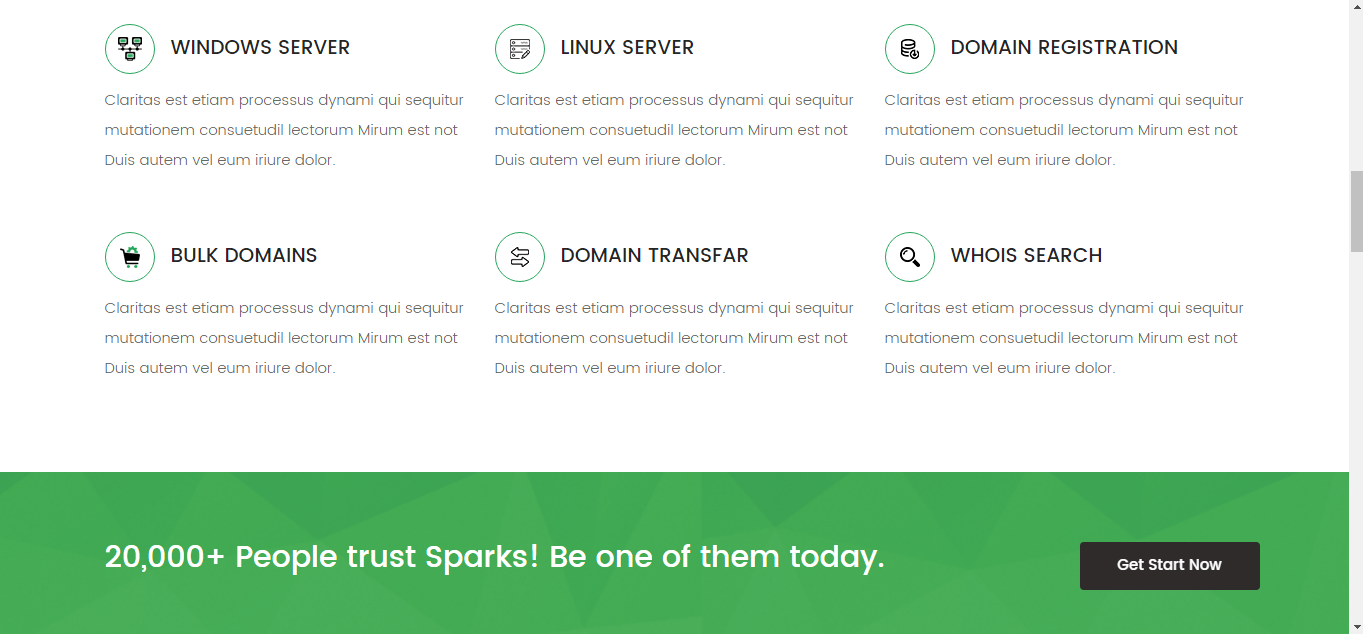 WINDOWS SERVER
Claritas est etiam processus dynami qui sequitur
mutationem consuetudil lectorum Mirum est not
Duis autem vel eum iriure dolor.
LINUX SERVER
Claritas est etiam processus dynami qui sequitur
mutationem consuetudil lectorum Mirum est not
Duis autem vel eum iriure dolor.
DOMAIN REGISTRATION
Claritas est etiam processus dynami qui sequitur
mutationem consuetudil lectorum Mirum est not
Duis autem vel eum iriure dolor.
BULK DOMAINS
Claritas est etiam processus dynami qui sequitur
mutationem consuetudil lectorum Mirum est not
Duis autem vel eum iriure dolor.
DOMAIN TRANSFAR
Claritas est etiam processus dynami qui sequitur
mutationem consuetudil lectorum Mirum est not
Duis autem vel eum iriure dolor.
WHOIS SEARCH
Claritas est etiam processus dynami qui sequitur
mutationem consuetudil lectorum Mirum est not
Duis autem vel eum iriure dolor.
20,000+ People trust Sparks! Be one of them today.
Get Start Now